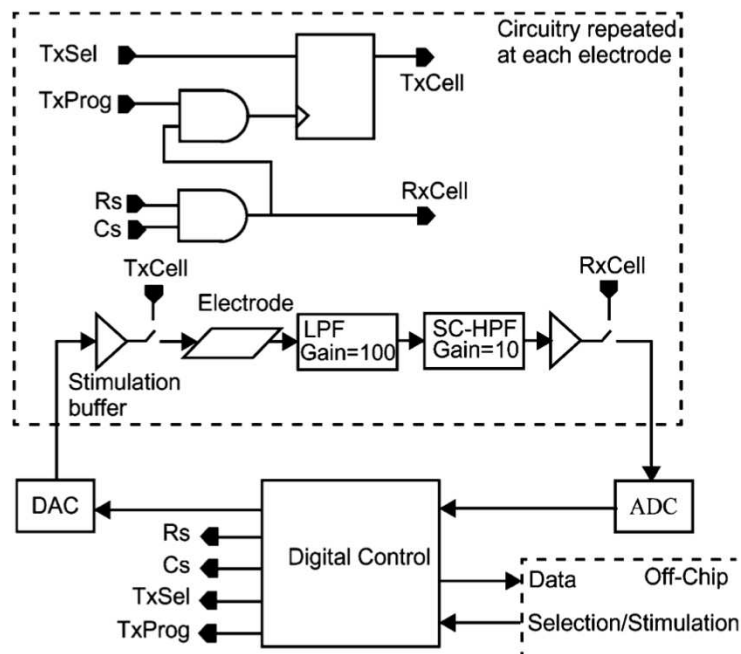 Circuitry repeated
at each electrode
TxSel
TxCell
TxProg
Rs
RxCell
Cs
TxCell
RxCell
Electrode
LPF
Gain=100
SC-HPF
Gain=10
Stimulation
buffer
DAC
ADC
Digital Control
Rs
Cs
TxSel
TxProg
Data
Off-Chip
Selection/Stimulation